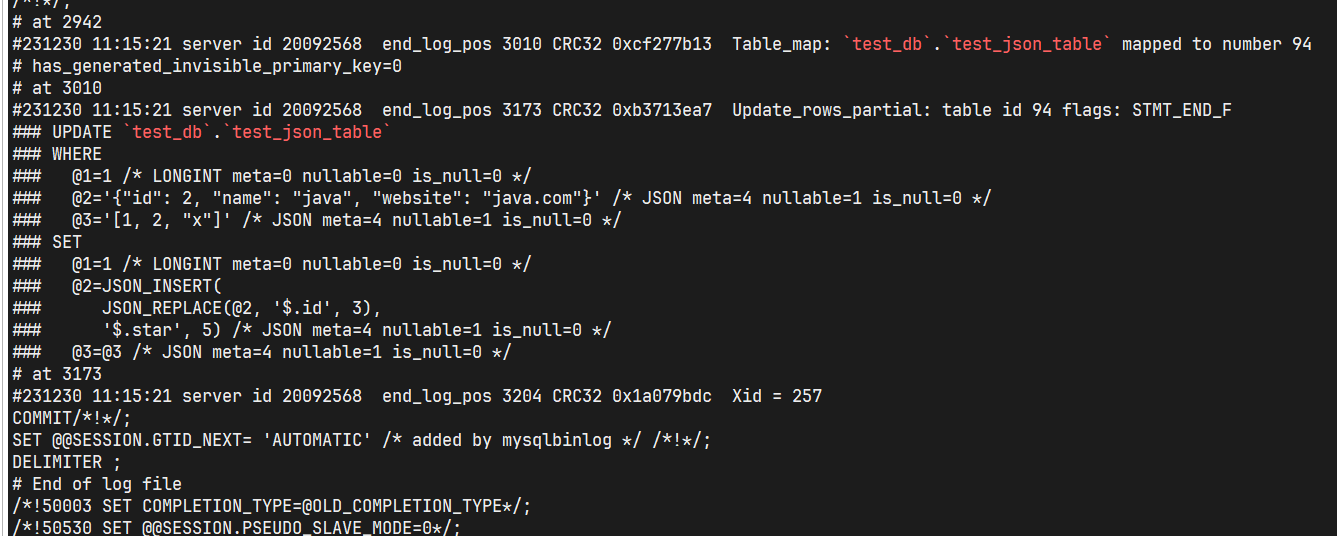 /*!*/;
# at 2942
#231230 11:15:21 server id 20092568  end_log_pos 3010 CRC32 0xcf277b13  Table_map: `test_db`.`test_json_table` mapped to number 94
# has_generated_invisible_primary_key=0
# at 3010
#231230 11:15:21 server id 20092568  end_log_pos 3173 CRC32 0xb3713ea7  Update_rows_partial: table id 94 flags: STMT_END_F
### UPDATE `test_db`.`test_json_table`
### WHERE
###   @1=1 /* LONGINT meta=0 nullable=0 is_null=0 */
###   @2='{"id": 2, "name": "java", "website": "java.com"}' /* JSON meta=4 nullable=1 is_null=0 */
###   @3='[1, 2, "x"]' /* JSON meta=4 nullable=1 is_null=0 */
### SET
###   @1=1 /* LONGINT meta=0 nullable=0 is_null=0 */
###   @2=JSON_INSERT(
###      JSON_REPLACE(@2, '$.id', 3),
###      '$.star', 5) /* JSON meta=4 nullable=1 is_null=0 */
###   @3=@3 /* JSON meta=4 nullable=1 is_null=0 */
# at 3173
#231230 11:15:21 server id 20092568  end_log_pos 3204 CRC32 0x1a079bdc  Xid = 257
COMMIT/*!*/;
SET @@SESSION.GTID_NEXT= 'AUTOMATIC' /* added by mysqlbinlog */ /*!*/;
DELIMITER ;
# End of log file
/*!50003 SET COMPLETION_TYPE=@OLD_COMPLETION_TYPE*/;
/*!50530 SET @@SESSION.PSEUDO_SLAVE_MODE=0*/;